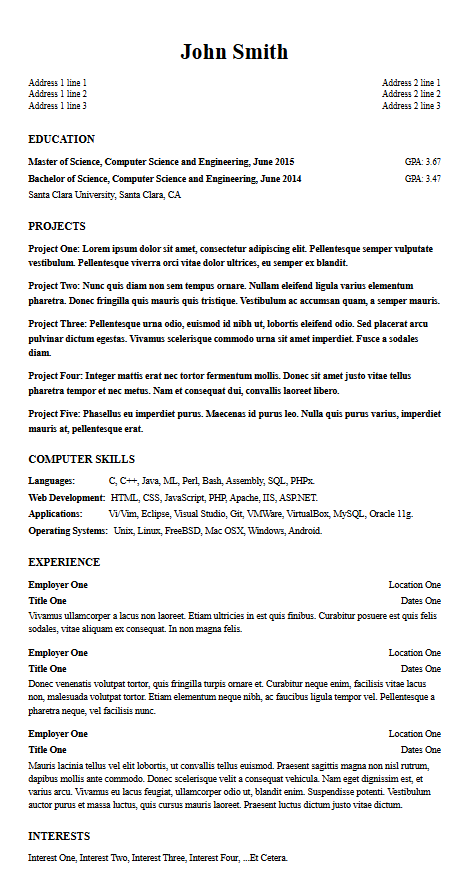 John Smith
Address 1 line 1 Address 2 line 1
Address 1 line 2 Address 2 line 2
Address 1 line 3 Address 2 line 3
EDUCATION
Master of Science, Computer Science and Engineering, June 2015 GPA: 3.67
Bachelor of Science, Computer Science and Engineering, June 2014 GPA: 3.47
Santa Clara University, Santa Clara, CA
PROJECTS
Project One: Lorem ipsum dolor sit amet, consectetur adipiscing elit. Pellentesque semper vulputate
vestibulum. Pellentesque viverra orci vitae dolor ultrices, eu semper ex blandit.
Project Two: Nunc quis diam non sem tempus ornare. Nullam eleifend ligula varius elementum
pharetra. Donec fringilla quis mauris quis tristique. Vestibulum ac accumsan quam, a semper mauris.
Project Three: Pellentesque urna odio, euismod id nibh ut, lobortis eleifend odio. Sed placerat arcu
pulvinar dictum egestas. Vivamus scelerisque commodo urna sit amet imperdiet. Fusce a sodales
diam.
Project Four: Integer mattis erat nec tortor fermentum mollis. Donec sit amet justo vitae tellus
pharetra tempor et nec metus. Nam et consequat dui, convallis laoreet libero.
Project Five: Phasellus eu imperdiet purus. Maecenas id purus leo. Nulla quis purus varius, imperdiet
mauris at, pellentesque erat.
COMPUTER SKILLS
Languages: C, C++, Java, ML, Perl, Bash, Assembly, SQL, PHPx.
Web Development: HTML, CSS, JavaScript, PHP, Apache, IIS, ASP.NET.
Applications: Vi/Vim, Eclipse, Visual Studio, Git, VMWare, VirtualBox, MySQL, Oracle 11g.
Operating Systems: Unix, Linux, FreeBSD, Mac OSX, Windows, Android.
EXPERIENCE
Employer One Location One
Title One Dates One
Vivamus ullamcorper a lacus non laoreet. Etiam ultricies in est quis finibus. Curabitur posuere est quis felis
sodales, vitae aliquam ex consequat. In non magna felis.
Employer One Location One
Title One Dates One
Donec venenatis volutpat tortor, quis fringilla turpis ornare et. Curabitur neque enim, facilisis vitae lacus
non, malesuada volutpat tortor. Etiam elementum neque nibh, ac faucibus ligula tempor vel. Pellentesque a
pharetra neque, vel facilisis nunc.
Employer One Location One
Title One Dates One
Mauris lacinia tellus vel elit lobortis, ut convallis tellus euismod. Praesent sagittis magna non nisl rutrum,
dapibus mollis ante commodo. Donec scelerisque velit a consequat vehicula. Nam eget dignissim est, et
varius arcu. Vivamus eu lacus feugiat, ullamcorper odio ut, blandit enim. Suspendisse potenti. Vestibulum
auctor purus et massa luctus, quis cursus mauris laoreet. Praesent luctus dictum justo vitae dictum.
INTERESTS
Interest One, Interest Two, Interest Three, Interest Four, ...Et Cetera.